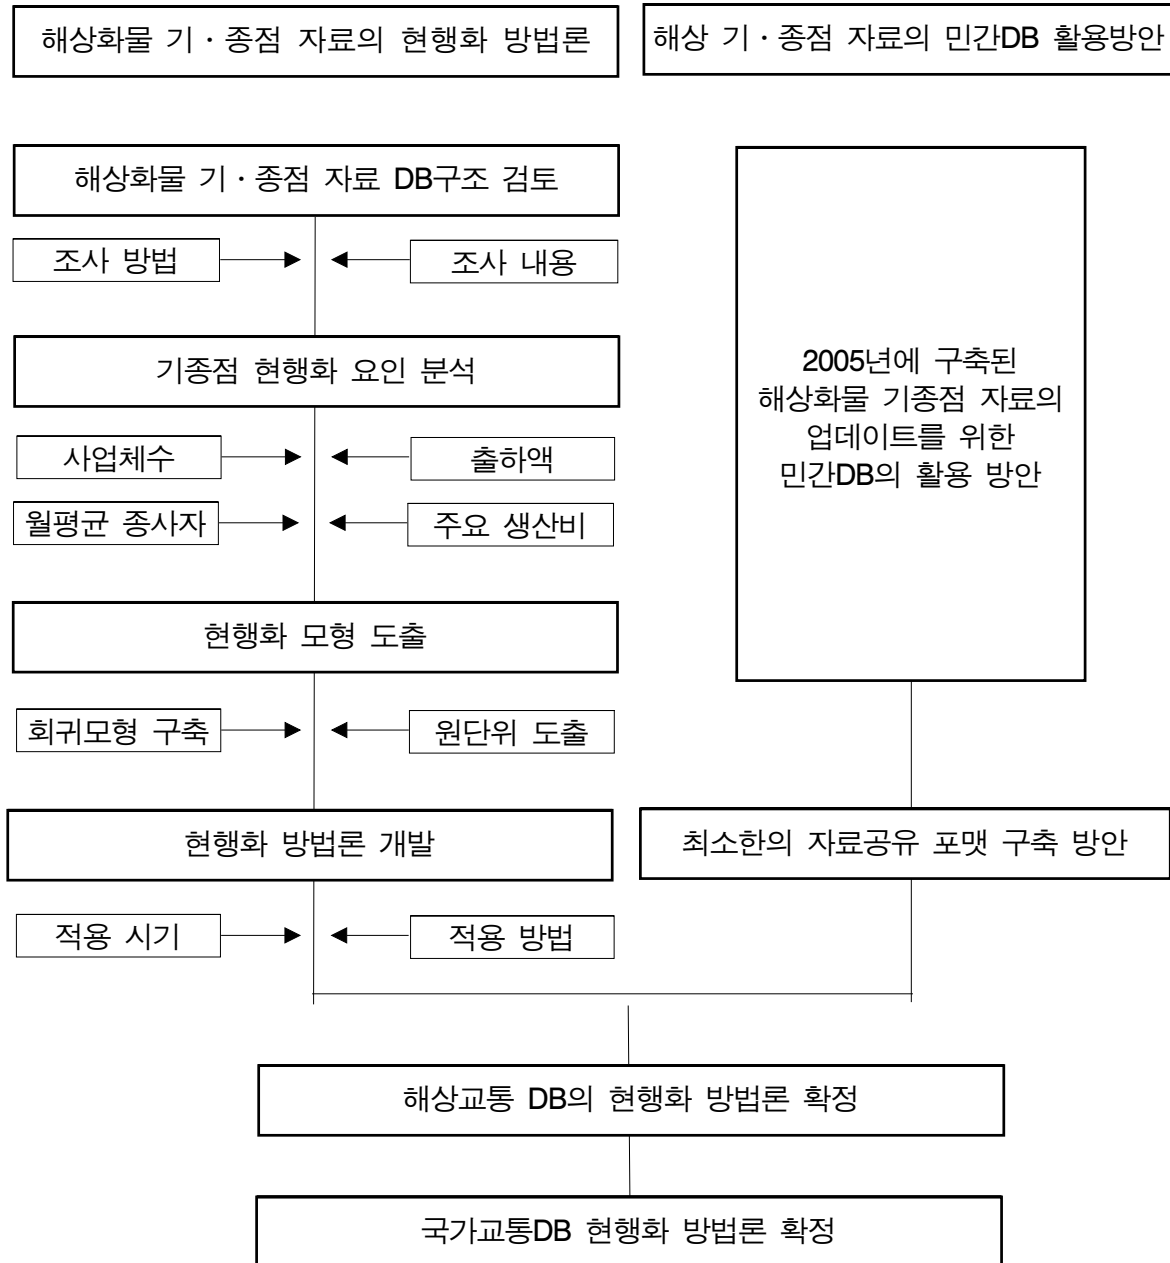 해상화물 기·종점 자료의 현행화 방법론
해상 기·종점 자료의 민간DB 활용방안
해상화물 기·종점 자료 DB구조 검토
조사 방법
조사 내용
기종점 현행화 요인 분석
사업체수
출하액
월평균 종사자
주요 생산비
현행화 모형 도출
회귀모형 구축
원단위 도출
현행화 방법론 개발
적용 시기
적용 방법
2005년에 구축된
해상화물 기종점 자료의
업데이트를 위한
민간DB의 활용 방안
최소한의 자료공유 포맷 구축 방안
해상교통 DB의 현행화 방법론 확정
국가교통DB 현행화 방법론 확정